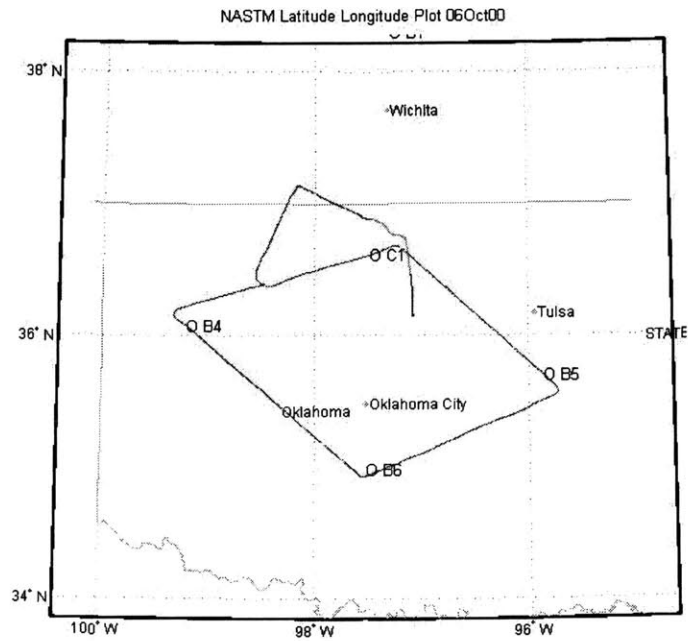 NASTM Latitude Longitude Plot 06Oct00
38° N
Wichita
C1
Tulsa
B4
36° N
STATE
B5
Oklahoma
Oklahoma City
B6
34° N
100° W
98° W
96° W